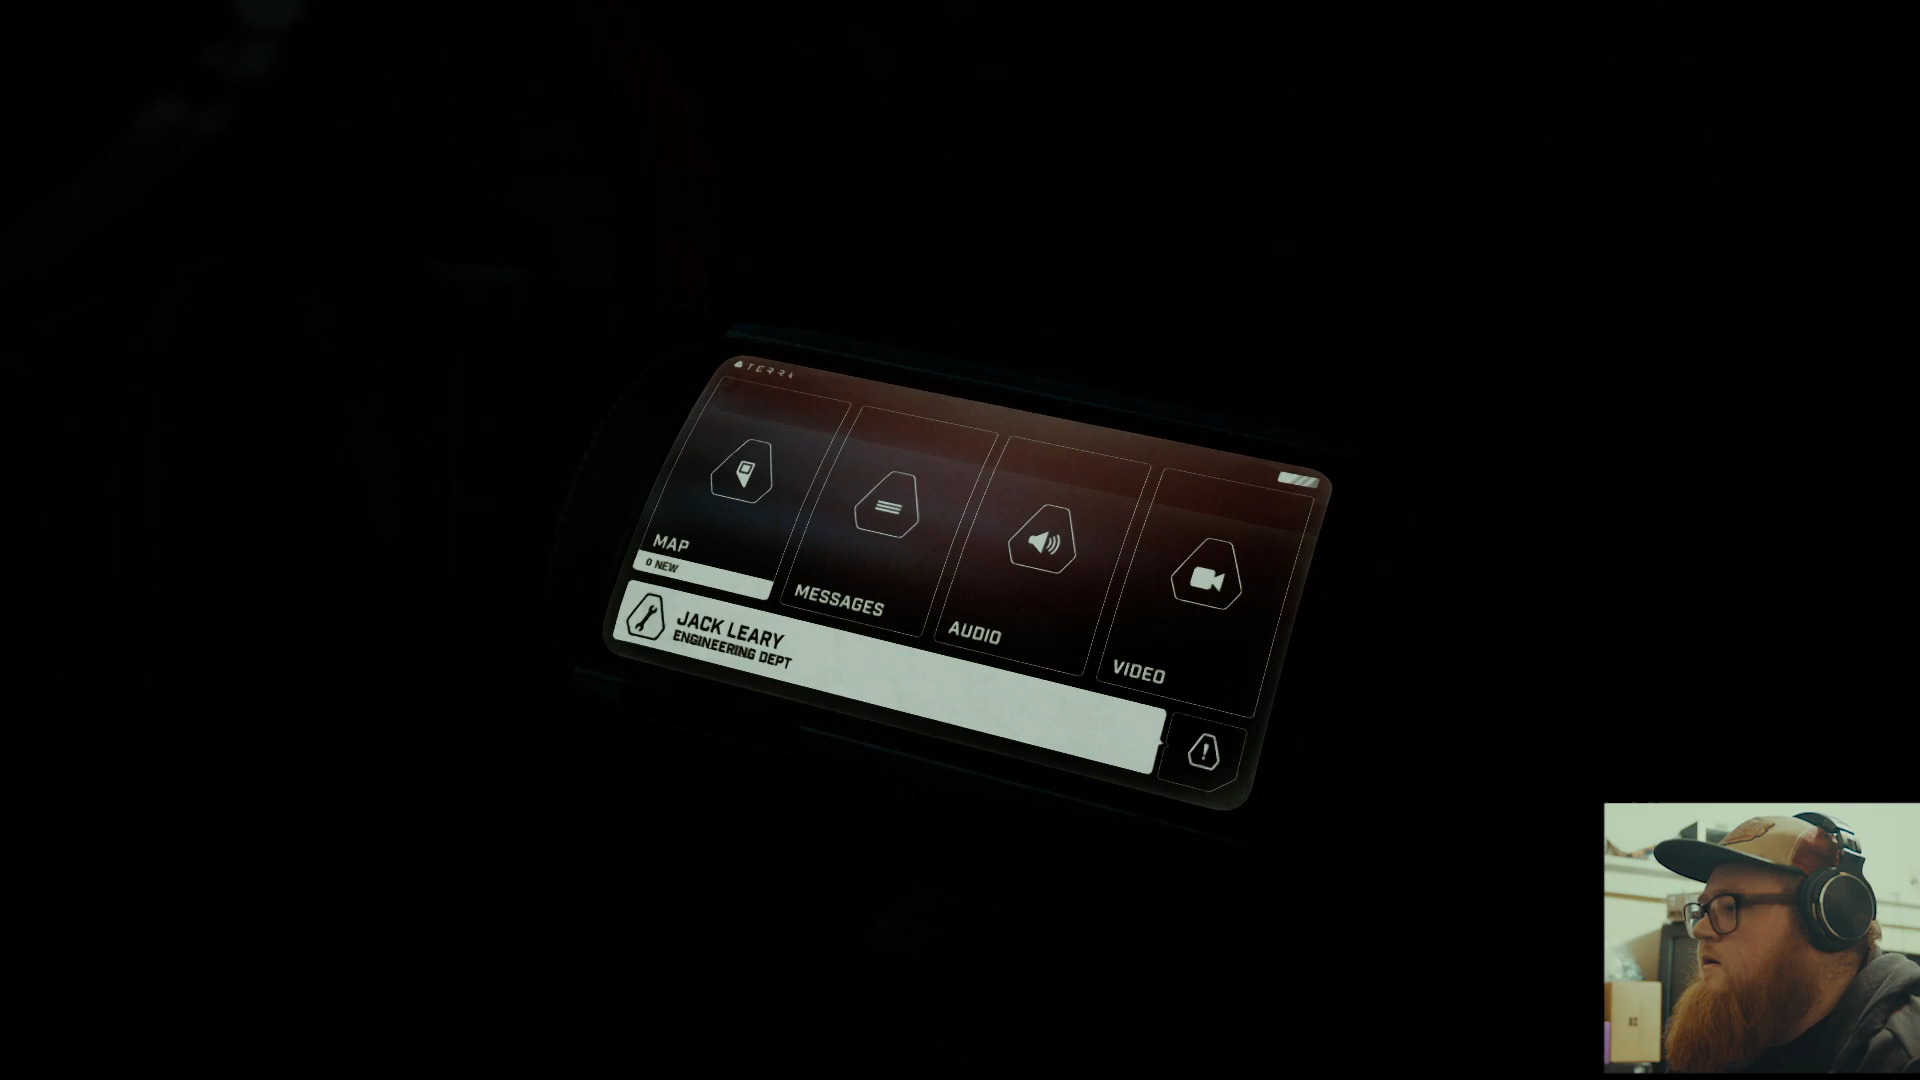 TERRA
MAP
0 NEW
MESSAGES
AUDIO
VIDEO
JACK LEARY
ENGINEERING DEPT